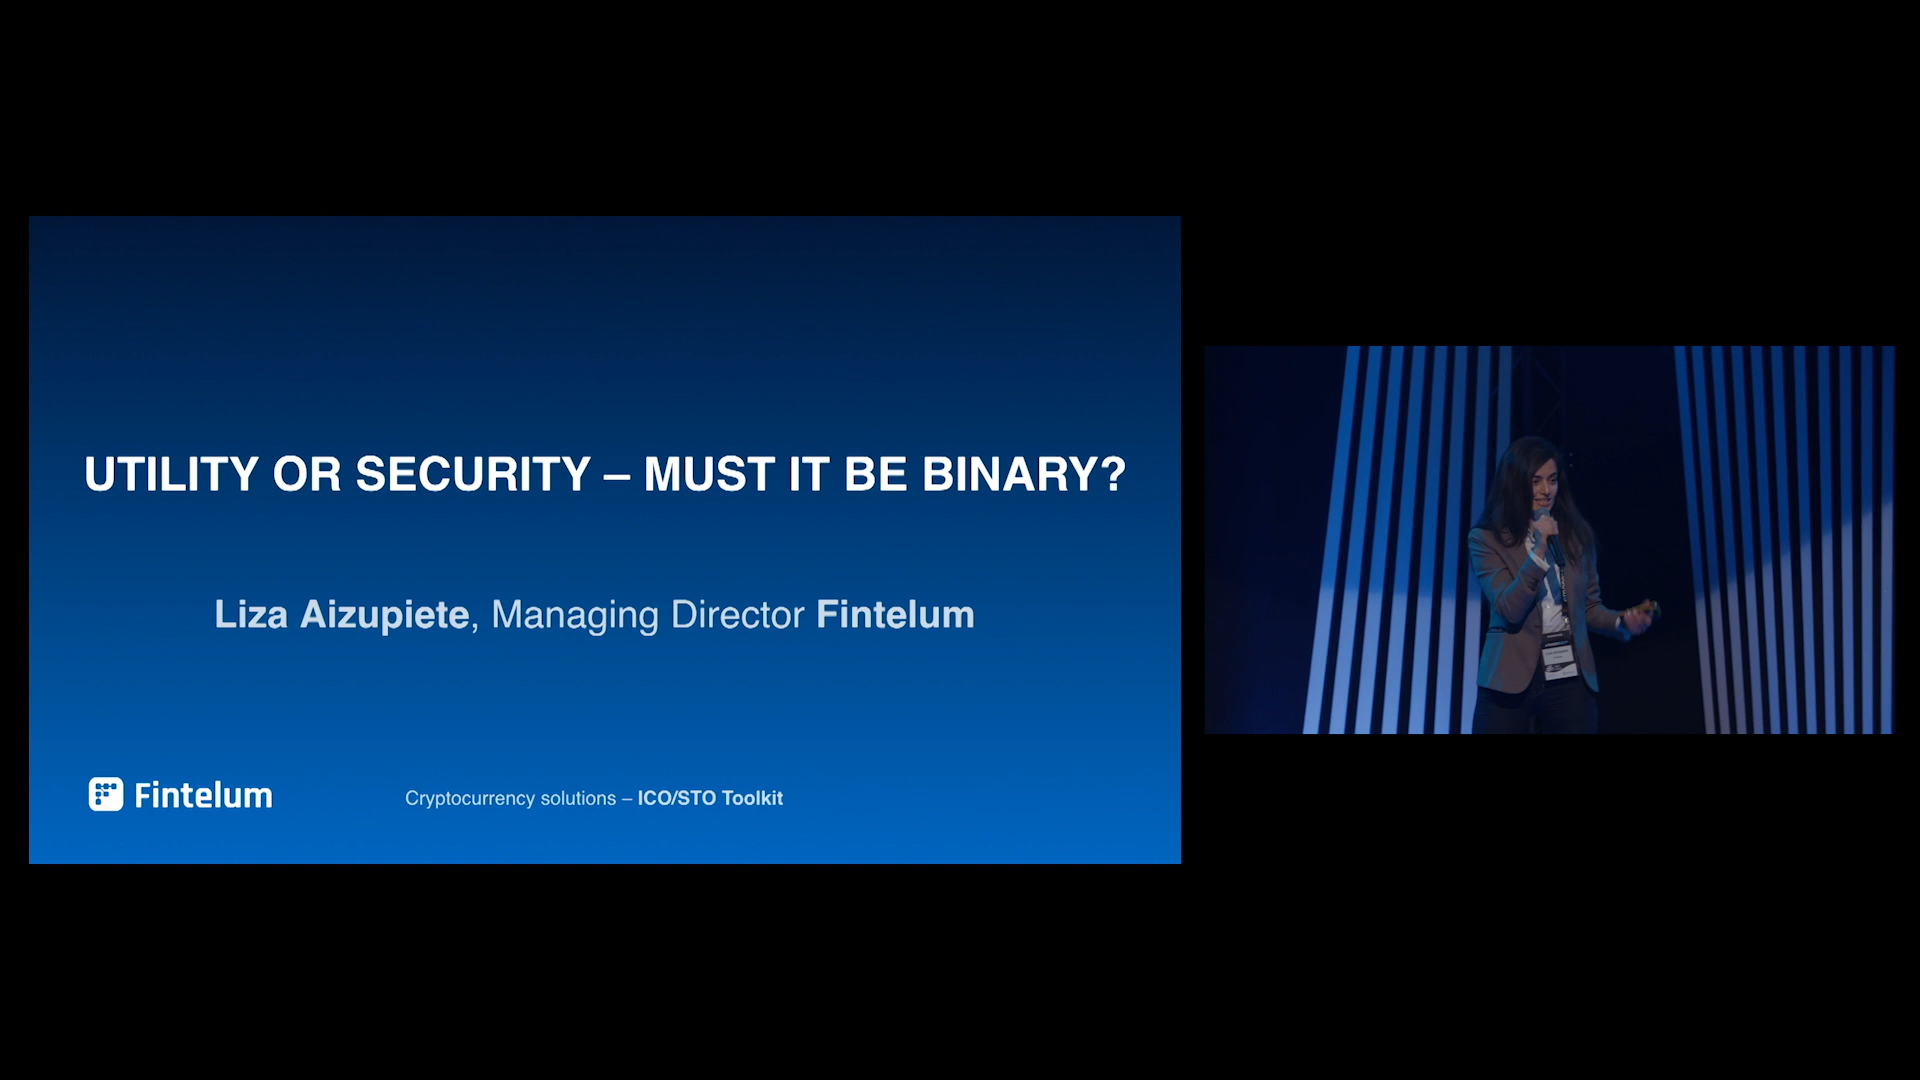 UTILITY OR SECURITY – MUST IT BE BINARY?
Liza Aizupiete, Managing Director Fintelum
Fintelum
Cryptocurrency solutions – ICO/STO Toolkit